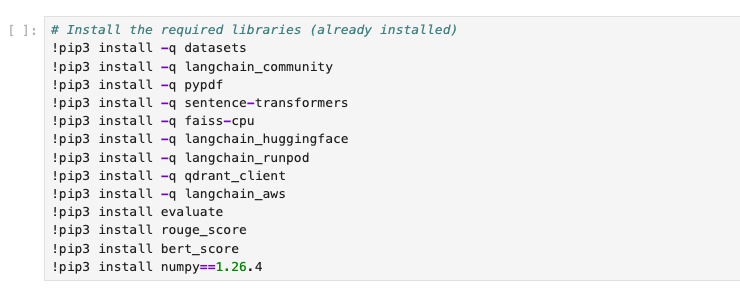 [ ]: # Install the required libraries (already installed)
!pip3 install -q datasets
!pip3 install -q langchain_community
!pip3 install -q pypdf
!pip3 install -q sentence-transformers
!pip3 install -q faiss-cpu
!pip3 install -q langchain_huggingface
!pip3 install -q langchain_runpod
!pip3 install -q qdrant_client
!pip3 install -q langchain_aws
!pip3 install evaluate
!pip3 install rouge_score
!pip3 install bert_score
!pip3 install numpy==1.26.4